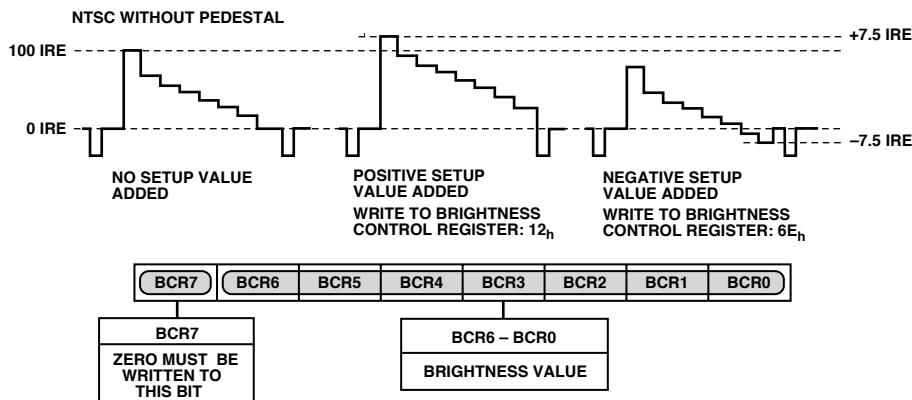 NTSC WITHOUT PEDESTAL
100 IRE
+7.5 IRE
0 IRE
–7.5 IRE
NO SETUP VALUE
ADDED
POSITIVE SETUP
VALUE ADDED
WRITE TO BRIGHTNESS
CONTROL REGISTER: 12h
NEGATIVE SETUP
VALUE ADDED
WRITE TO BRIGHTNESS
CONTROL REGISTER: 6Eh
BCR7 BCR6 BCR5 BCR4 BCR3 BCR2 BCR1 BCR0
BCR7
ZERO MUST BE
WRITTEN TO
THIS BIT
BCR6 – BCR0
BRIGHTNESS VALUE